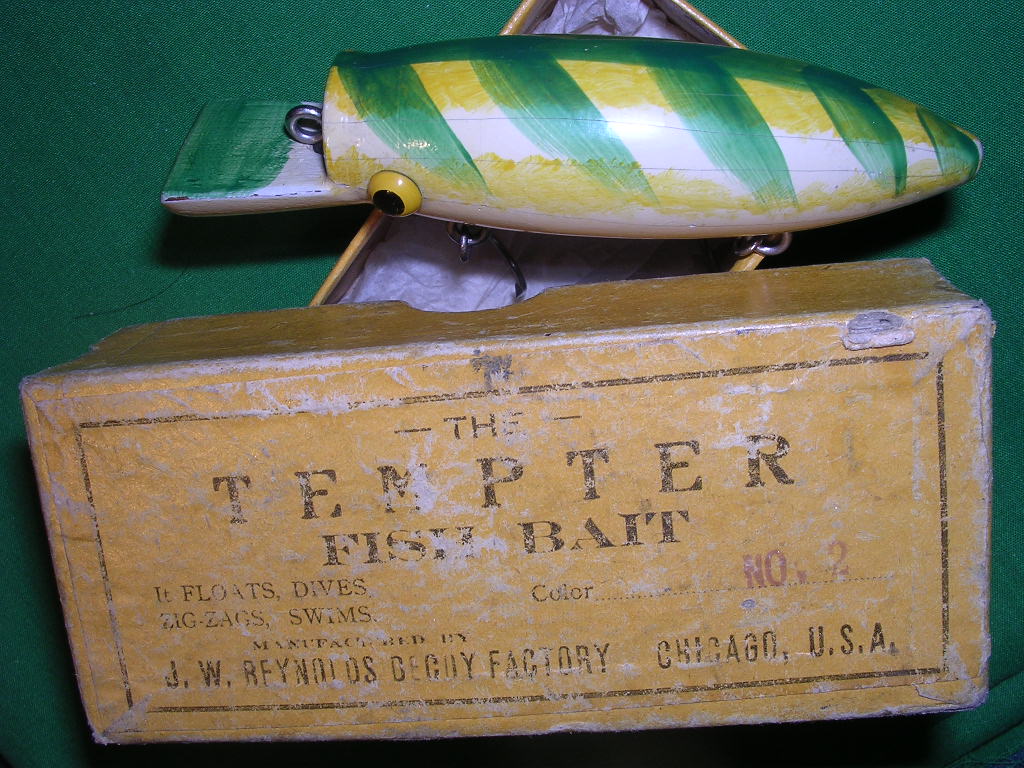 — THE —
TEMPTER
FISH BAIT
It FLOATS, DIVES,
ZIG-ZAGS, SWIMS.
Color NO. 2
MANUFACTURED BY
J. W. REYNOLDS DECOY FACTORY CHICAGO, U.S.A.